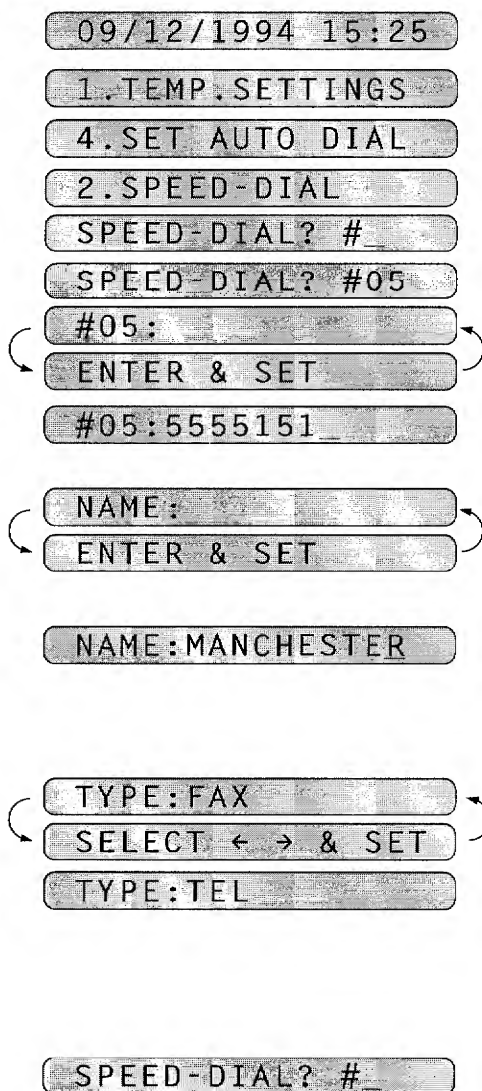 09/12/1994 15:25
1.TEMP.SETTINGS
4.SET AUTO DIAL
2.SPEED-DIAL
SPEED-DIAL? #_
SPEED-DIAL? #05
#05:
ENTER & SET
#05:5555151_
NAME:
ENTER & SET
NAME:MANCHESTER
TYPE:FAX
SELECT ← → & SET
TYPE:TEL
SPEED-DIAL? #_